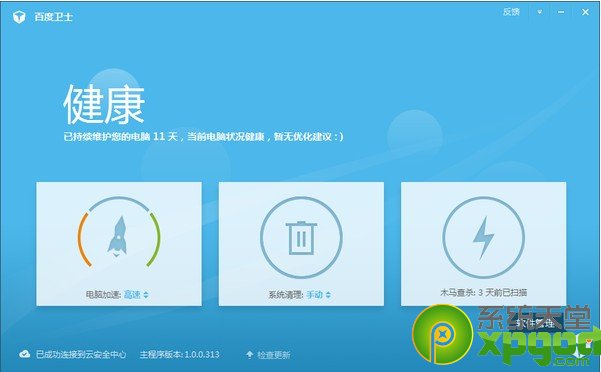 百度卫士
反馈
健康
已持续维护您的电脑 11 天，当前电脑状况健康，暂无优化建议：）
电脑加速: 高速
系统清理: 手动
木马查杀: 3 天前已扫描
系统天堂
软件管理
xpgod
已成功连接到云安全中心
主程序版本: 1.0.0.313
检查更新